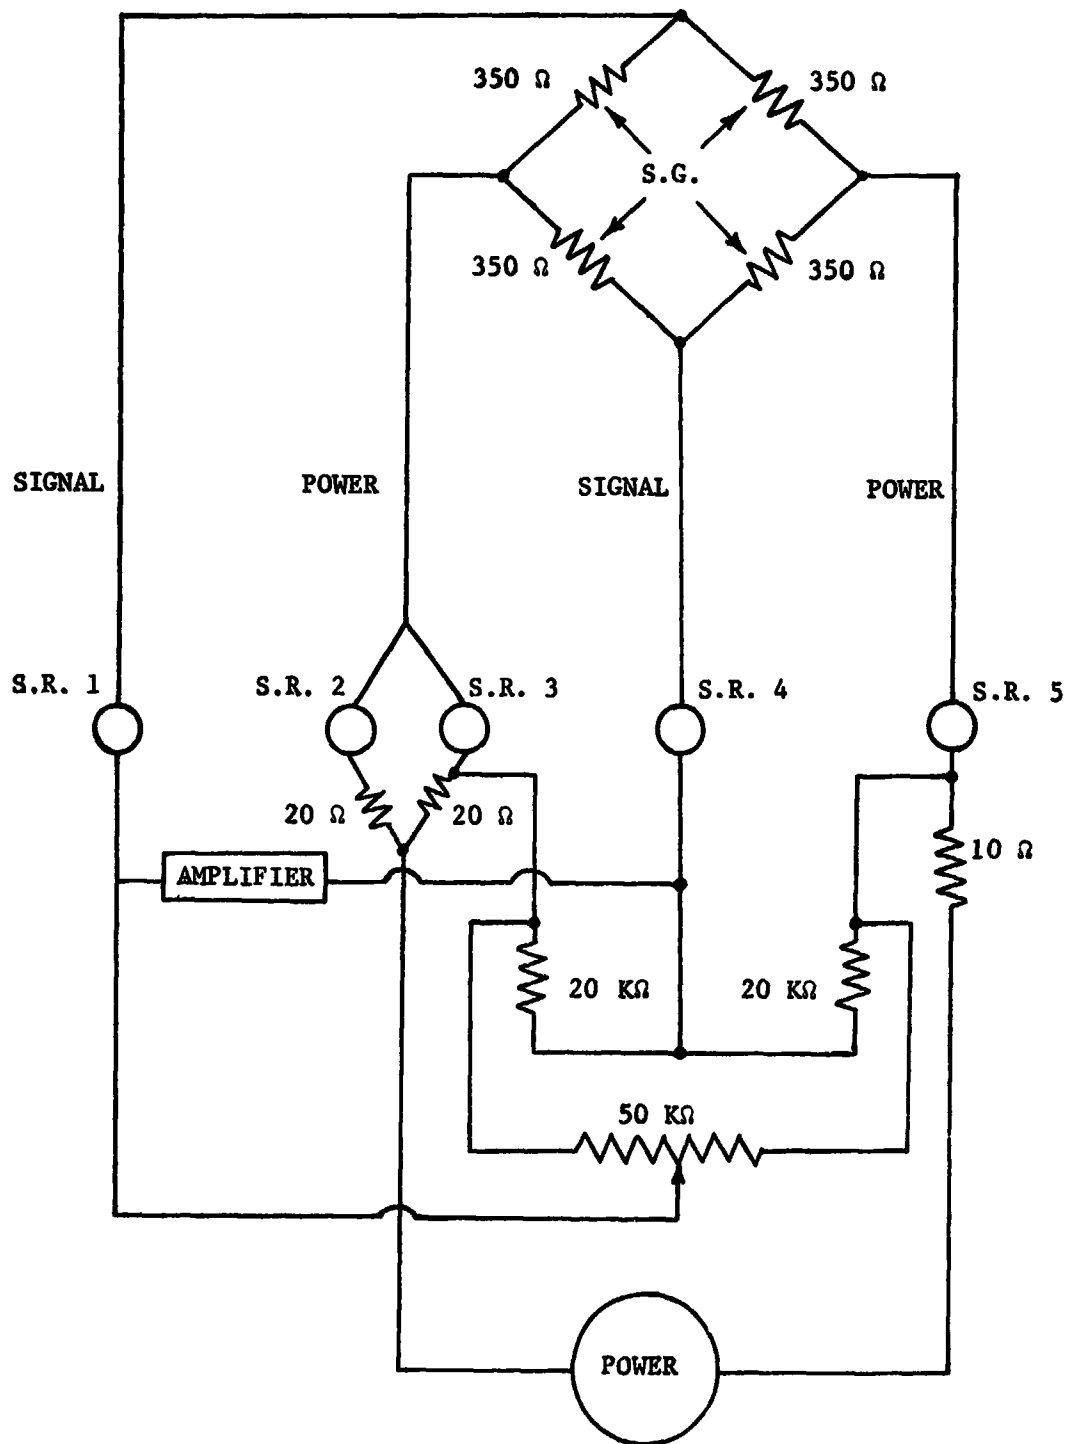 350 Ω
350 Ω
S.G.
350 Ω
350 Ω
SIGNAL
POWER
SIGNAL
POWER
S.R. 1
S.R. 2
S.R. 3
S.R. 4
S.R. 5
20 Ω
20 Ω
10 Ω
AMPLIFIER
20 KΩ
20 KΩ
50 KΩ
POWER